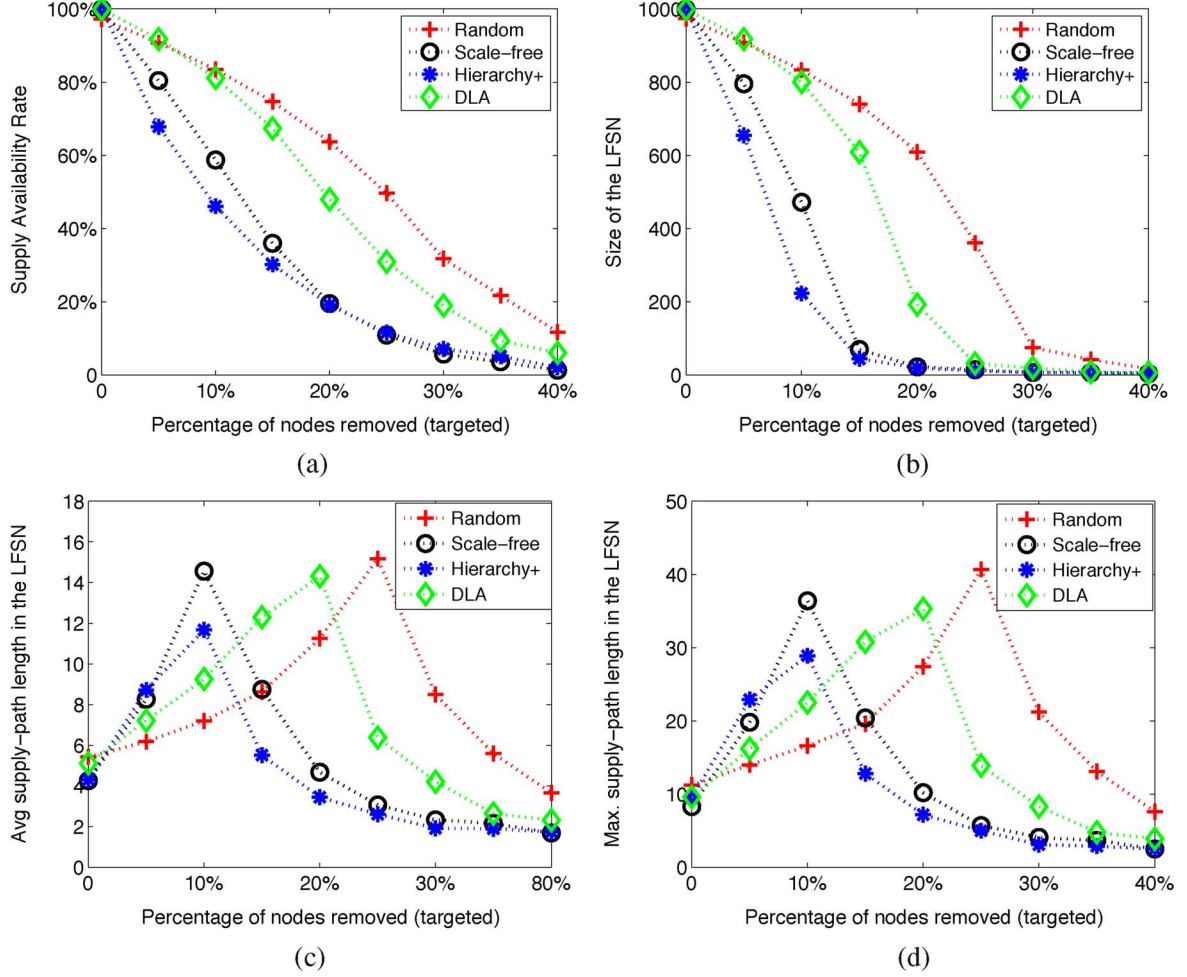 100%
80%
60%
40%
20%
0
Supply Availability Rate
Random
Scale-free
Hierarchy+
DLA
0 10% 20% 30% 40%
Percentage of nodes removed (targeted)
(a)
1000
800
600
400
200
0
Size of the LFSN
Random
Scale-free
Hierarchy+
DLA
0 10% 20% 30% 40%
Percentage of nodes removed (targeted)
(b)
18
16
14
12
10
8
6
4
2
0
Avg supply-path length in the LFSN
Random
Scale-free
Hierarchy+
DLA
0 10% 20% 30% 80%
Percentage of nodes removed (targeted)
(c)
50
40
30
20
10
0
Max. supply-path length in the LFSN
Random
Scale-free
Hierarchy+
DLA
0 10% 20% 30% 40%
Percentage of nodes removed (targeted)
(d)